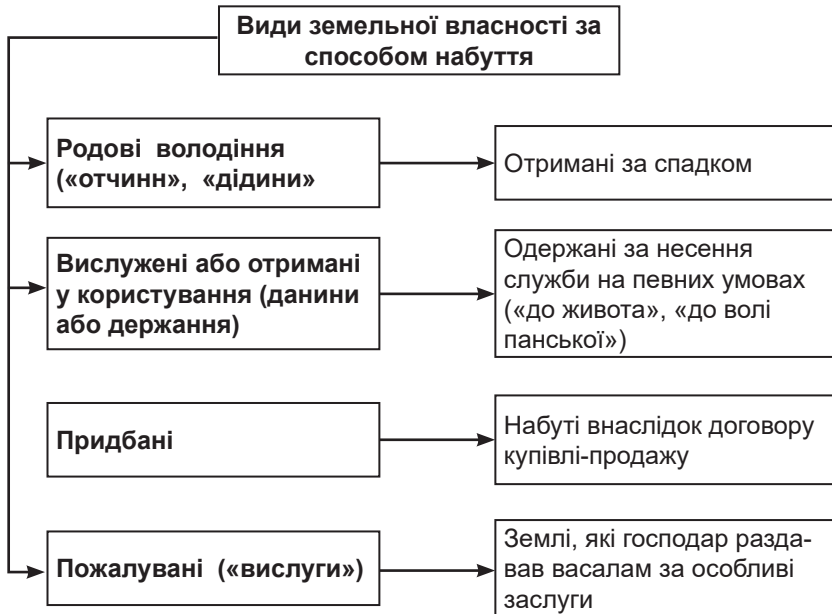 Види земельної власності за
способом набуття
Родові володіння
(«отчинн», «дідини»
Отримані за спадком
Вислужені або отримані
у користування (данини
або держання)
Одержані за несення
служби на певних умовах
(«до живота», «до волі
панської»)
Придбані
Набуті внаслідок договору
купівлі-продажу
Пожалувані («вислуги»)
Землі, які господар разда-
вав васалам за особливі
заслуги